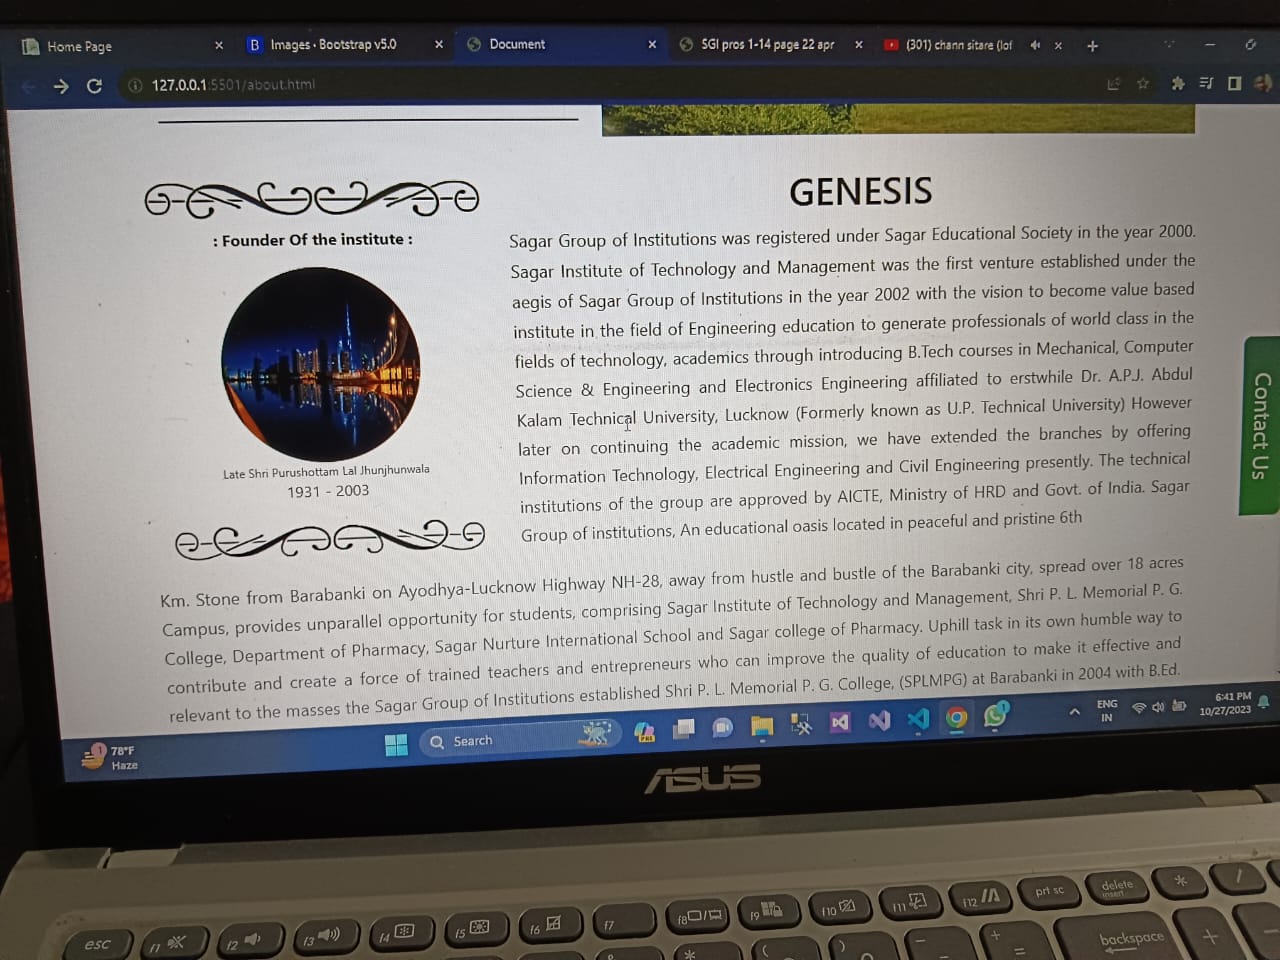 Home Page
Images · Bootstrap v5.0
Document
SGI pros 1-14 page 22 apr
(301) chann sitare (lof
127.0.0.1:5501/about.html
: Founder Of the institute :
Late Shri Purushottam Lal Jhunjhunwala
1931 - 2003
GENESIS
Sagar Group of Institutions was registered under Sagar Educational Society in the year 2000.
Sagar Institute of Technology and Management was the first venture established under the
aegis of Sagar Group of Institutions in the year 2002 with the vision to become value based
institute in the field of Engineering education to generate professionals of world class in the
fields of technology, academics through introducing B.Tech courses in Mechanical, Computer
Science & Engineering and Electronics Engineering affiliated to erstwhile Dr. A.P.J. Abdul
Kalam Technical University, Lucknow (Formerly known as U.P. Technical University) However
later on continuing the academic mission, we have extended the branches by offering
Information Technology, Electrical Engineering and Civil Engineering presently. The technical
institutions of the group are approved by AICTE, Ministry of HRD and Govt. of India. Sagar
Group of institutions, An educational oasis located in peaceful and pristine 6th
Km. Stone from Barabanki on Ayodhya-Lucknow Highway NH-28, away from hustle and bustle of the Barabanki city, spread over 18 acres
Campus, provides unparallel opportunity for students, comprising Sagar Institute of Technology and Management, Shri P. L. Memorial P. G.
College, Department of Pharmacy, Sagar Nurture International School and Sagar college of Pharmacy. Uphill task in its own humble way to
contribute and create a force of trained teachers and entrepreneurs who can improve the quality of education to make it effective and
relevant to the masses the Sagar Group of Institutions established Shri P. L. Memorial P. G. College, (SPLMPG) at Barabanki in 2004 with B.Ed.
Contact Us
1
78°F
Haze
Search
PRE
1
ENG
IN
6:41 PM
10/27/2023
ASUS
esc
f1
f2
f3
f4
f5
f6
f7
f8
f9
f10
f11
f12
prt sc
delete
insert
*
/
backspace
+
-
* ( ) - + =